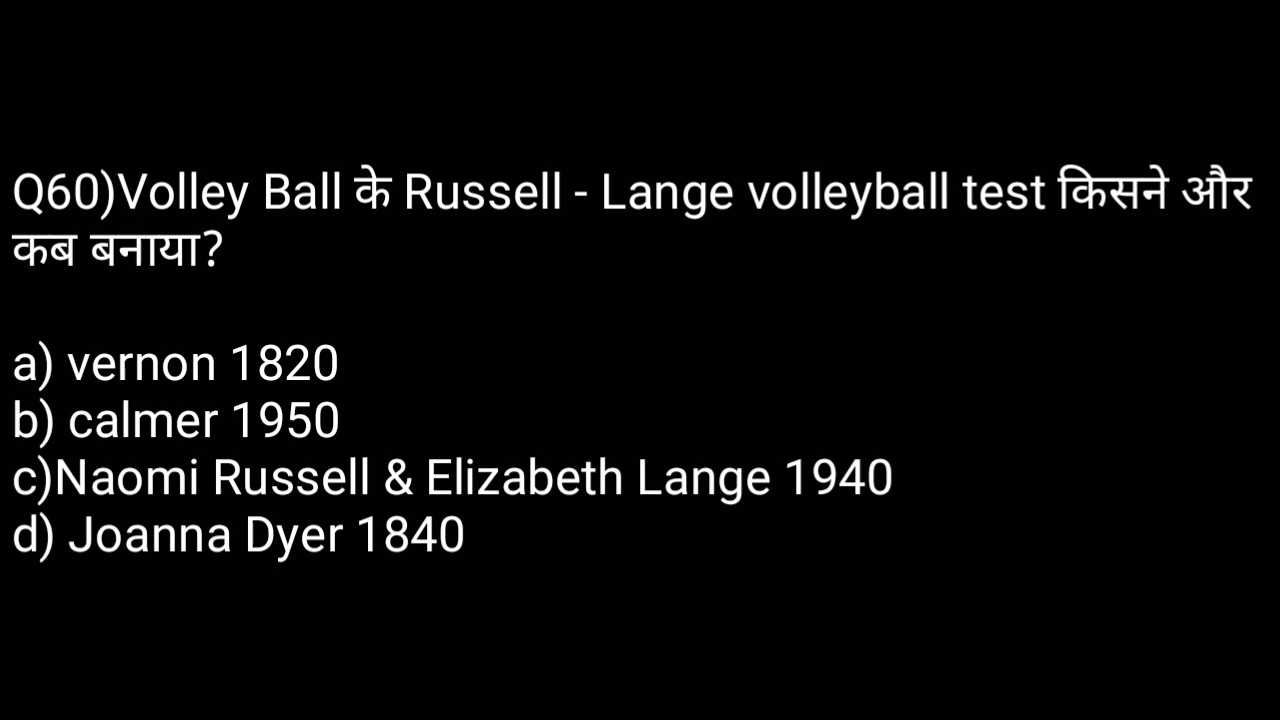 Q60)Volley Ball के Russell - Lange volleyball test किसने और
कब बनाया?
a) vernon 1820
b) calmer 1950
c)Naomi Russell & Elizabeth Lange 1940
d) Joanna Dyer 1840